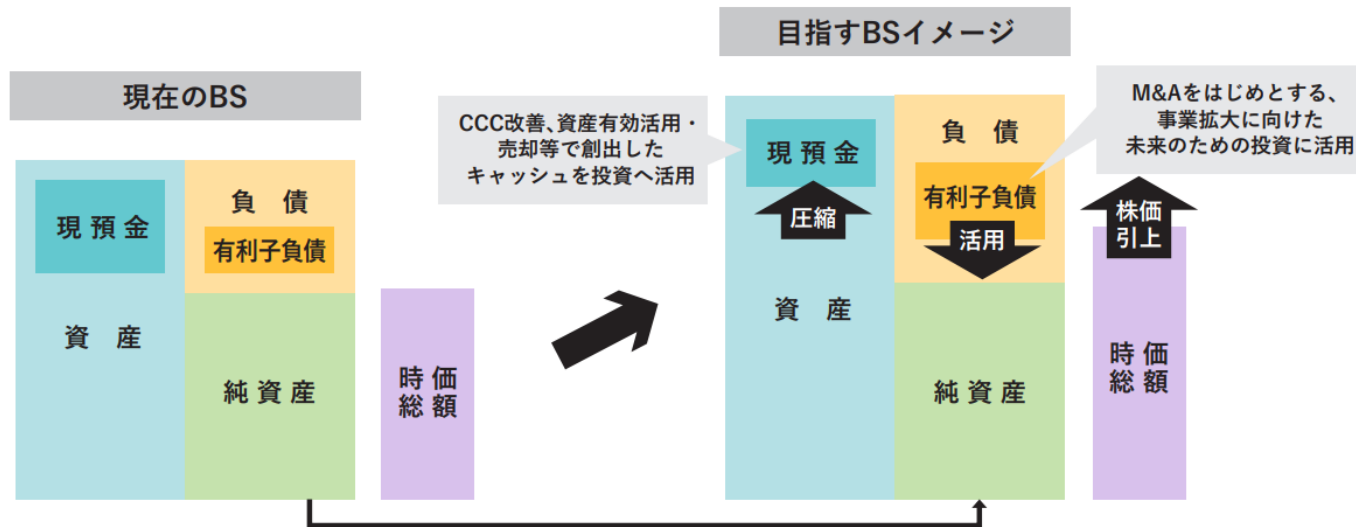 現在のBS
現預金
負債
有利子負債
資産
純資産
時価
総額
目指すBSイメージ
CCC改善、資産有効活用・
売却等で創出した
キャッシュを投資へ活用
現預金
圧縮
負債
有利子負債
活用
資産
純資産
M&Aをはじめとする、
事業拡大に向けた
未来のための投資に活用
株価
引上
時価
総額